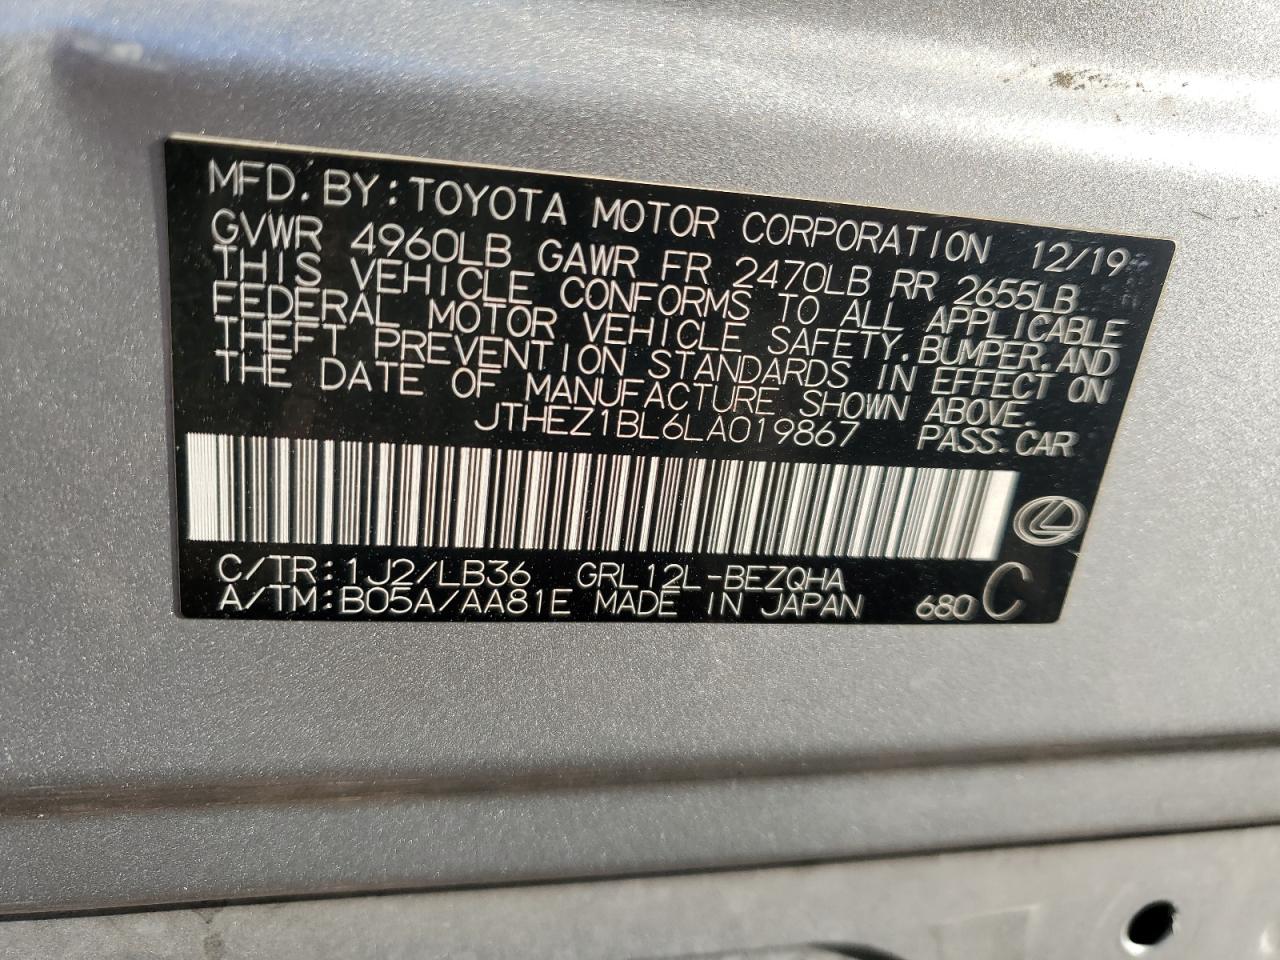 MFD. BY: TOYOTA MOTOR CORPORATION 12/19
GVWR 4960LB GAWR FR 2470LB RR 2655LB
THIS VEHICLE CONFORMS TO ALL APPLICABLE
FEDERAL MOTOR VEHICLE SAFETY, BUMPER, AND
THEFT PREVENTION STANDARDS IN EFFECT ON
THE DATE OF MANUFACTURE SHOWN ABOVE.
JTHEZ1BL6LA019867 PASS. CAR
C/TR: 1J2/LB36 GRL12L-BEZQHA
A/TM: B05A/AA81E MADE IN JAPAN 680 C